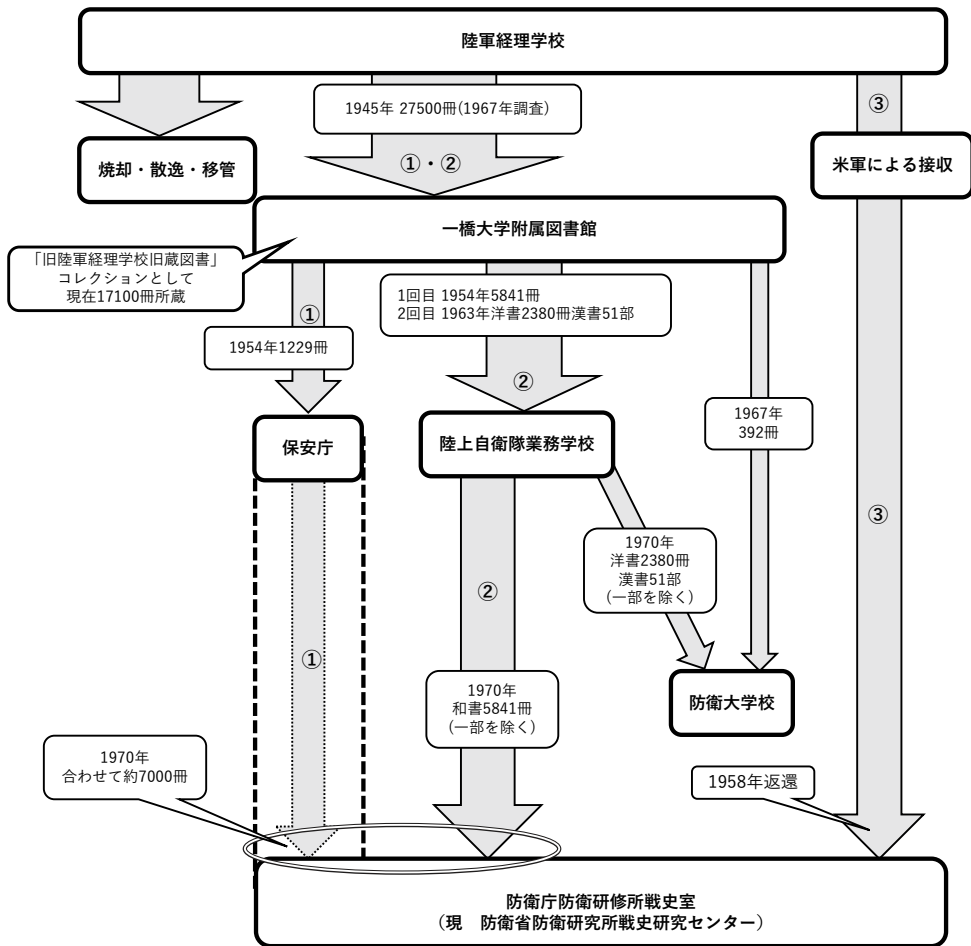 陸軍経理学校
1945年 27500冊(1967年調査)
③
①・②
焼却・散逸・移管
米軍による接収
一橋大学附属図書館
「旧陸軍経理学校旧蔵図書」
コレクションとして
現在17100冊所蔵
1回目 1954年5841冊
2回目 1963年洋書2380冊漢書51部
①
1954年1229冊
②
1967年
392冊
保安庁
陸上自衛隊業務学校
③
1970年
洋書2380冊
漢書51部
(一部を除く)
②
①
1970年
和書5841冊
(一部を除く)
防衛大学校
1970年
合わせて約7000冊
1958年返還
防衛庁防衛研修所戦史室
(現 防衛省防衛研究所戦史研究センター)